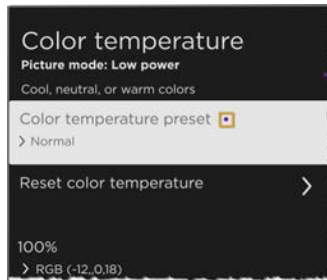 Color temperature
Picture mode: Low power
Cool, neutral, or warm colors
Color temperature preset
> Normal
Reset color temperature >
100%
> RGB (-12,,0,18)